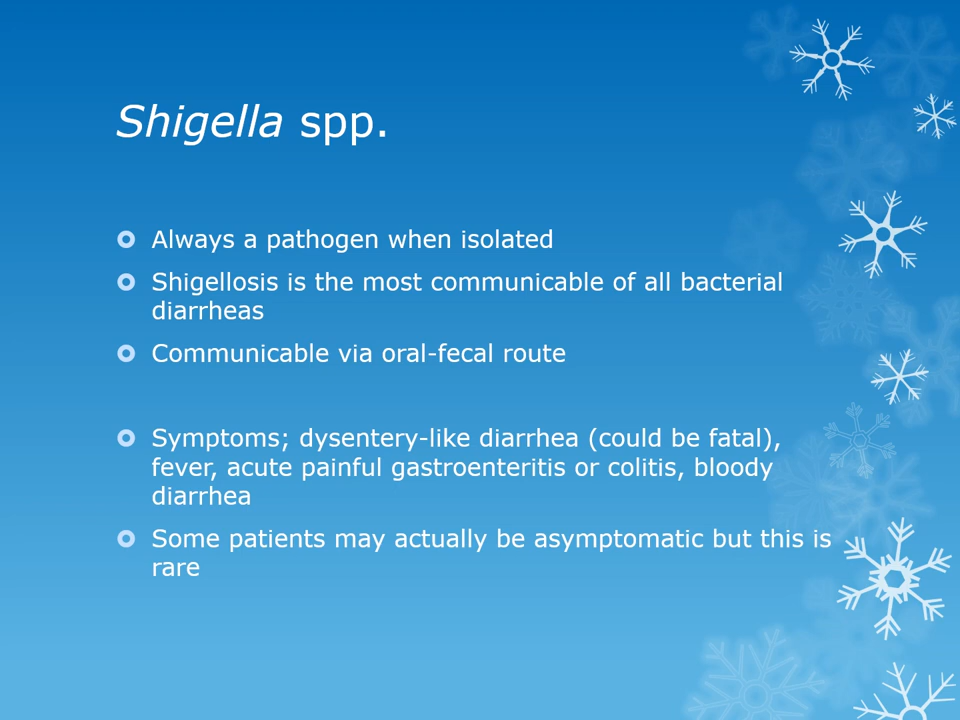 Shigella spp.
Always a pathogen when isolated
Shigellosis is the most communicable of all bacterial
diarrheas
Communicable via oral-fecal route
Symptoms; dysentery-like diarrhea (could be fatal),
fever, acute painful gastroenteritis or colitis, bloody
diarrhea
Some patients may actually be asymptomatic but this is
rare